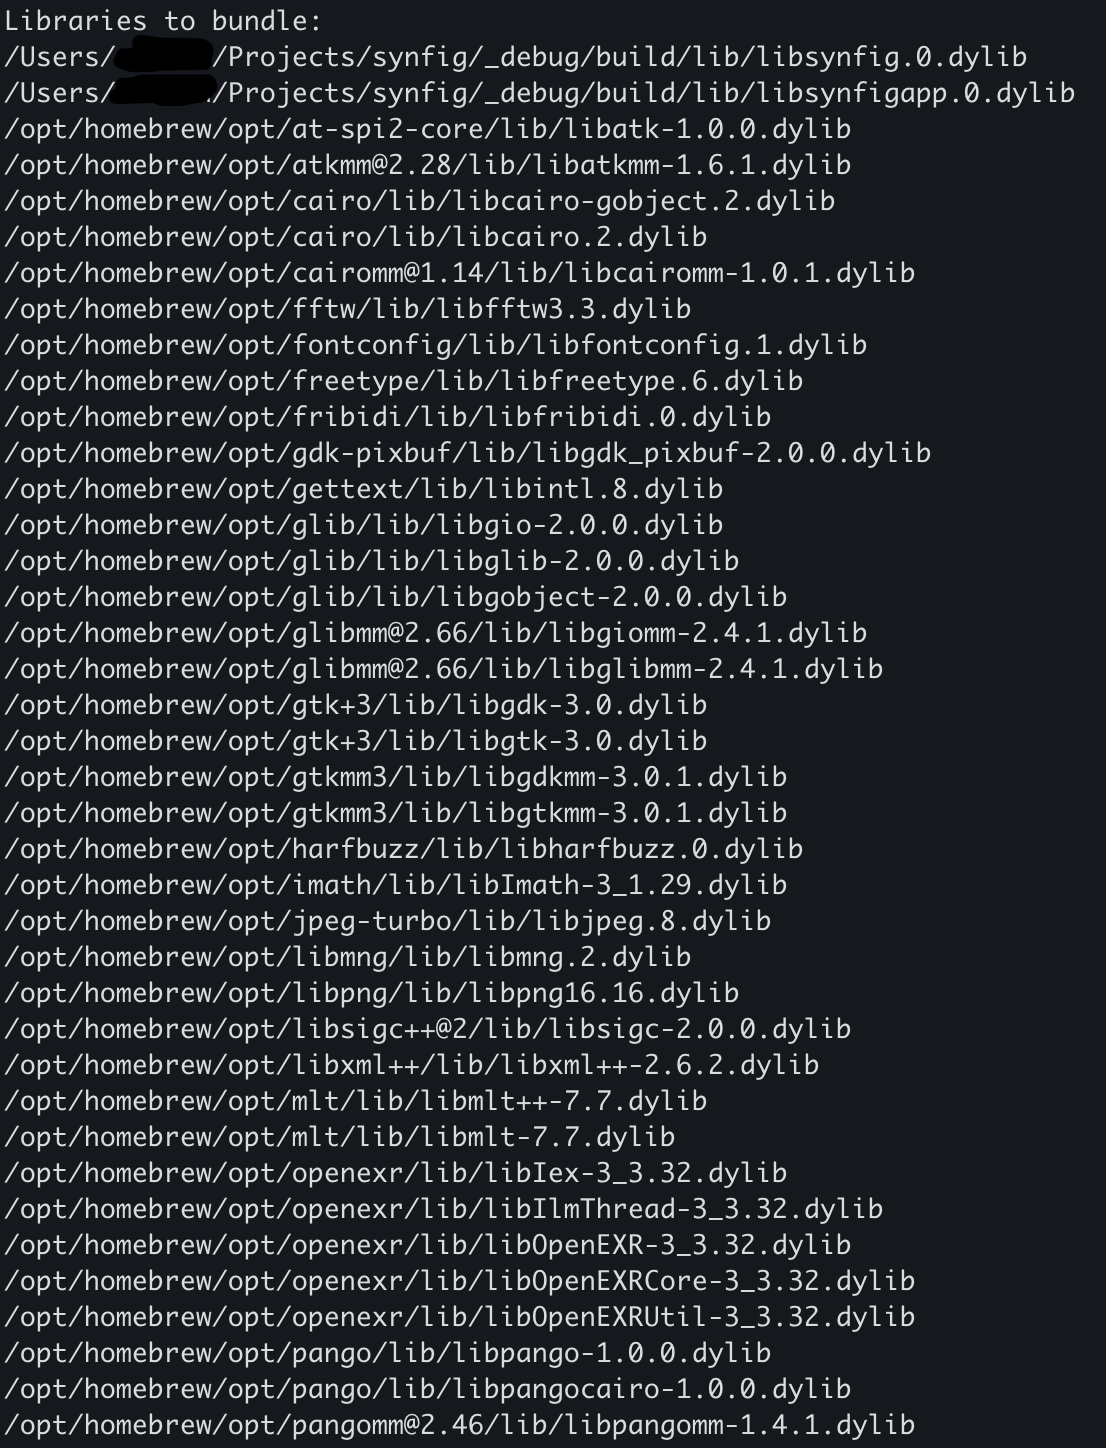 Libraries to bundle:
/Users/ /Projects/synfig/_debug/build/lib/libsynfig.0.dylib
/Users/ /Projects/synfig/_debug/build/lib/libsynfigapp.0.dylib
/opt/homebrew/opt/at-spi2-core/lib/libatk-1.0.0.dylib
/opt/homebrew/opt/atkmm@2.28/lib/libatkmm-1.6.1.dylib
/opt/homebrew/opt/cairo/lib/libcairo-gobject.2.dylib
/opt/homebrew/opt/cairo/lib/libcairo.2.dylib
/opt/homebrew/opt/cairomm@1.14/lib/libcairomm-1.0.1.dylib
/opt/homebrew/opt/fftw/lib/libfftw3.3.dylib
/opt/homebrew/opt/fontconfig/lib/libfontconfig.1.dylib
/opt/homebrew/opt/freetype/lib/libfreetype.6.dylib
/opt/homebrew/opt/fribidi/lib/libfribidi.0.dylib
/opt/homebrew/opt/gdk-pixbuf/lib/libgdk_pixbuf-2.0.0.dylib
/opt/homebrew/opt/gettext/lib/libintl.8.dylib
/opt/homebrew/opt/glib/lib/libgio-2.0.0.dylib
/opt/homebrew/opt/glib/lib/libglib-2.0.0.dylib
/opt/homebrew/opt/glib/lib/libgobject-2.0.0.dylib
/opt/homebrew/opt/glibmm@2.66/lib/libgiomm-2.4.1.dylib
/opt/homebrew/opt/glibmm@2.66/lib/libglibmm-2.4.1.dylib
/opt/homebrew/opt/gtk+3/lib/libgdk-3.0.dylib
/opt/homebrew/opt/gtk+3/lib/libgtk-3.0.dylib
/opt/homebrew/opt/gtkmm3/lib/libgdkmm-3.0.1.dylib
/opt/homebrew/opt/gtkmm3/lib/libgtkmm-3.0.1.dylib
/opt/homebrew/opt/harfbuzz/lib/libharfbuzz.0.dylib
/opt/homebrew/opt/imath/lib/libImath-3_1.29.dylib
/opt/homebrew/opt/jpeg-turbo/lib/libjpeg.8.dylib
/opt/homebrew/opt/libmng/lib/libmng.2.dylib
/opt/homebrew/opt/libpng/lib/libpng16.16.dylib
/opt/homebrew/opt/libsigc++@2/lib/libsigc-2.0.0.dylib
/opt/homebrew/opt/libxml++/lib/libxml++-2.6.2.dylib
/opt/homebrew/opt/mlt/lib/libmlt++-7.7.dylib
/opt/homebrew/opt/mlt/lib/libmlt-7.7.dylib
/opt/homebrew/opt/openexr/lib/libIex-3_3.32.dylib
/opt/homebrew/opt/openexr/lib/libIlmThread-3_3.32.dylib
/opt/homebrew/opt/openexr/lib/libOpenEXR-3_3.32.dylib
/opt/homebrew/opt/openexr/lib/libOpenEXRCore-3_3.32.dylib
/opt/homebrew/opt/openexr/lib/libOpenEXRUtil-3_3.32.dylib
/opt/homebrew/opt/pango/lib/libpango-1.0.0.dylib
/opt/homebrew/opt/pango/lib/libpangocairo-1.0.0.dylib
/opt/homebrew/opt/pangomm@2.46/lib/libpangomm-1.4.1.dylib